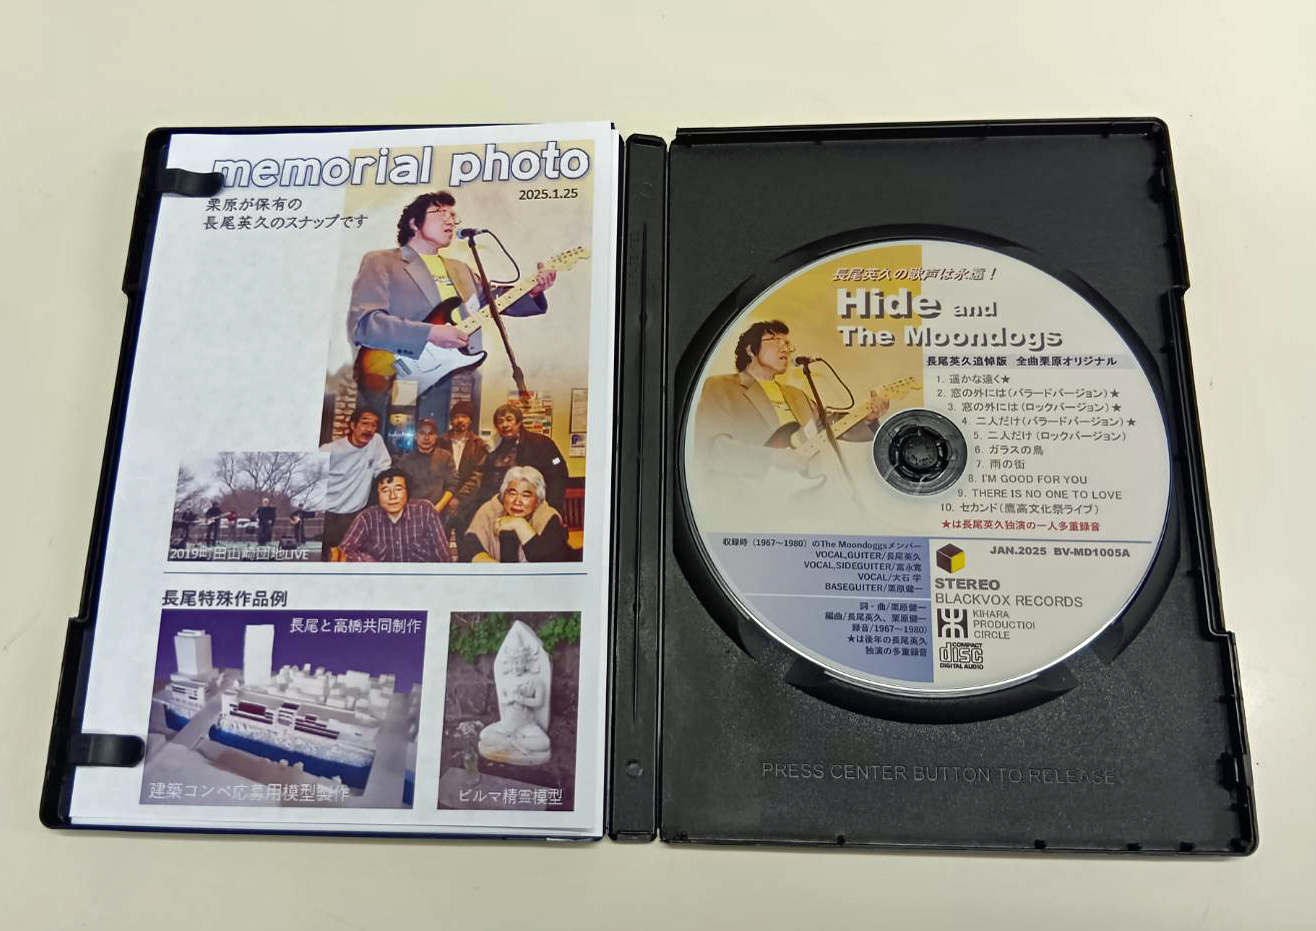 memorial photo
2025.1.25
栗原が保有の
長尾英久のスナップです
2019町田山崎団地LIVE
長尾特殊作品例
長尾と高橋共同制作
建築コンペ応募用模型製作
ビルマ精霊模型
長尾英久の歌声は永遠！
Hide and
The Moondogs
長尾英久追悼版 全曲栗原オリジナル
1. 遥かな遠く★
2. 窓の外には（バラードバージョン）★
3. 窓の外には（ロックバージョン）★
4. 二人だけ（バラードバージョン）★
5. 二人だけ（ロックバージョン）
6. ガラスの鳥
7. 雨の街
8. I'M GOOD FOR YOU
9. THERE IS NO ONE TO LOVE
10. セカンド（鷹高文化祭ライブ）
★は長尾英久独演の一人多重録音
収録時（1967～1980）のThe Moondoggsメンバー
VOCAL,GUITER/長尾英久
VOCAL,SIDEGUITER/富永寛
VOCAL/大石 学
BASEGUITER/栗原健一
詞・曲/栗原健一
編曲/長尾英久、栗原健一
録音/1967～1980)
★は後年の長尾英久
独演の多重録音
JAN.2025 BV-MD1005A
STEREO
BLACKVOX RECORDS
KIHARA
PRODUCTIOI
CIRCLE
COMPACT
disc
DIGITAL AUDIO
PRESS CENTER BUTTON TO RELEASE